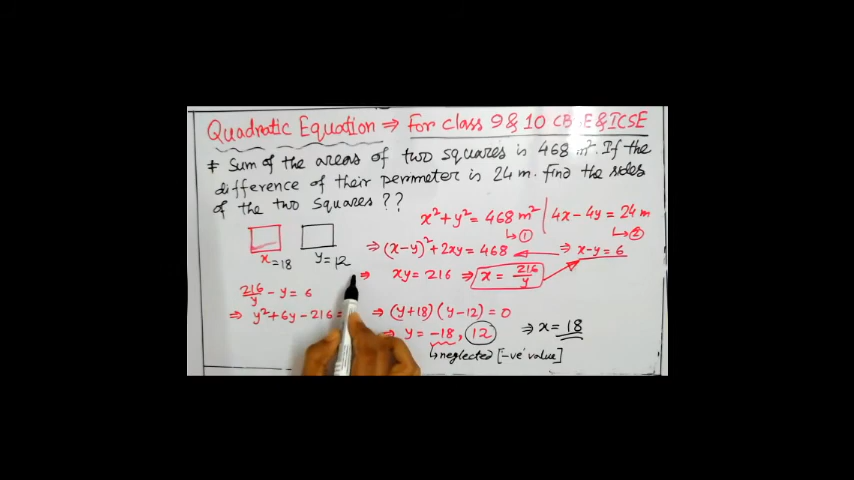 Quadratic Equation ⇒ For class 9 & 10 CB E & ICSE
# Sum of the areas of two squares is 468 m². If the
difference of their perimeter is 24 m. Find the sides
of the two squares ??
x² + y² = 468 m² | 4x - 4y = 24 m
↳ ① ↳ ②
⇒ (x-y)² + 2xy = 468 ⇒ x-y = 6
x = 18 y = 12
⇒ xy = 216 ⇒ x = 216/y
216/y - y = 6
⇒ y² + 6y - 216 = ⇒ (y+18) (y-12) = 0
⇒ y = -18, 12 ⇒ x = 18
↳ neglected [-ve value]